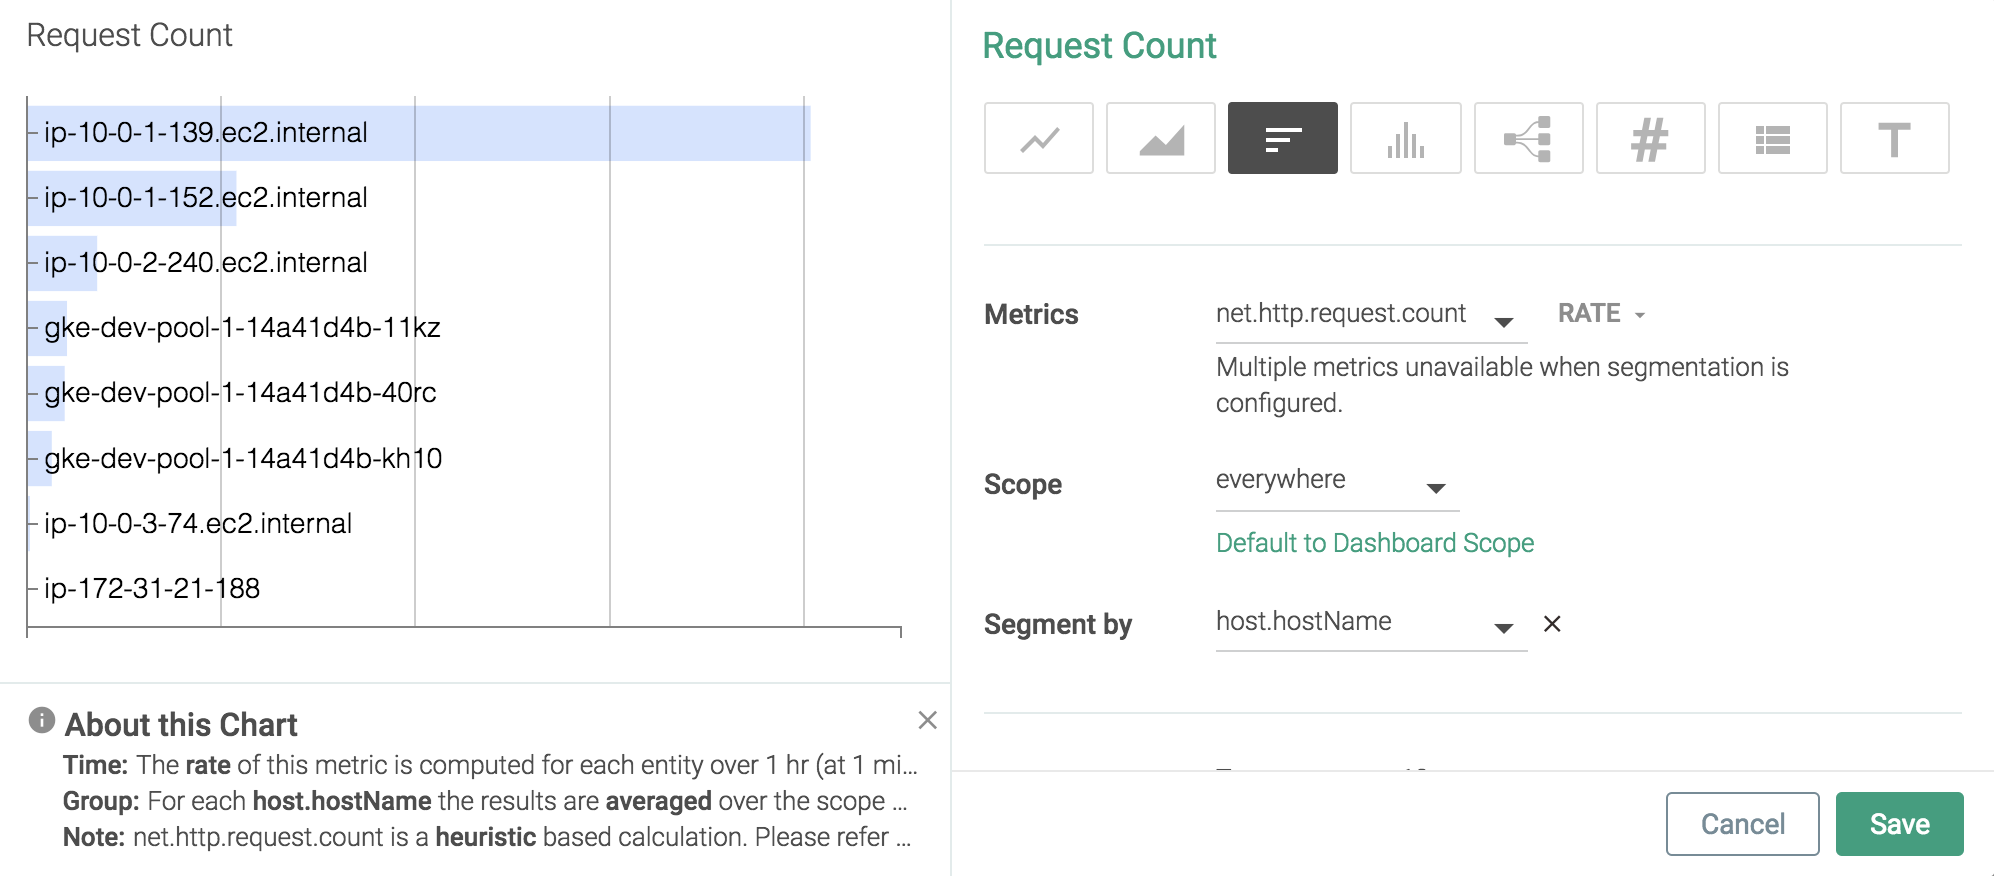 Request Count
ip-10-0-1-139.ec2.internal
ip-10-0-1-152.ec2.internal
ip-10-0-2-240.ec2.internal
gke-dev-pool-1-14a41d4b-11kz
gke-dev-pool-1-14a41d4b-40rc
gke-dev-pool-1-14a41d4b-kh10
ip-10-0-3-74.ec2.internal
ip-172-31-21-188
About this Chart
Time: The rate of this metric is computed for each entity over 1 hr (at 1 mi...
Group: For each host.hostName the results are averaged over the scope ...
Note: net.http.request.count is a heuristic based calculation. Please refer ...
Request Count
#
T
Metrics
net.http.request.count
RATE
Multiple metrics unavailable when segmentation is
configured.
Scope
everywhere
Default to Dashboard Scope
Segment by
host.hostName
Cancel
Save